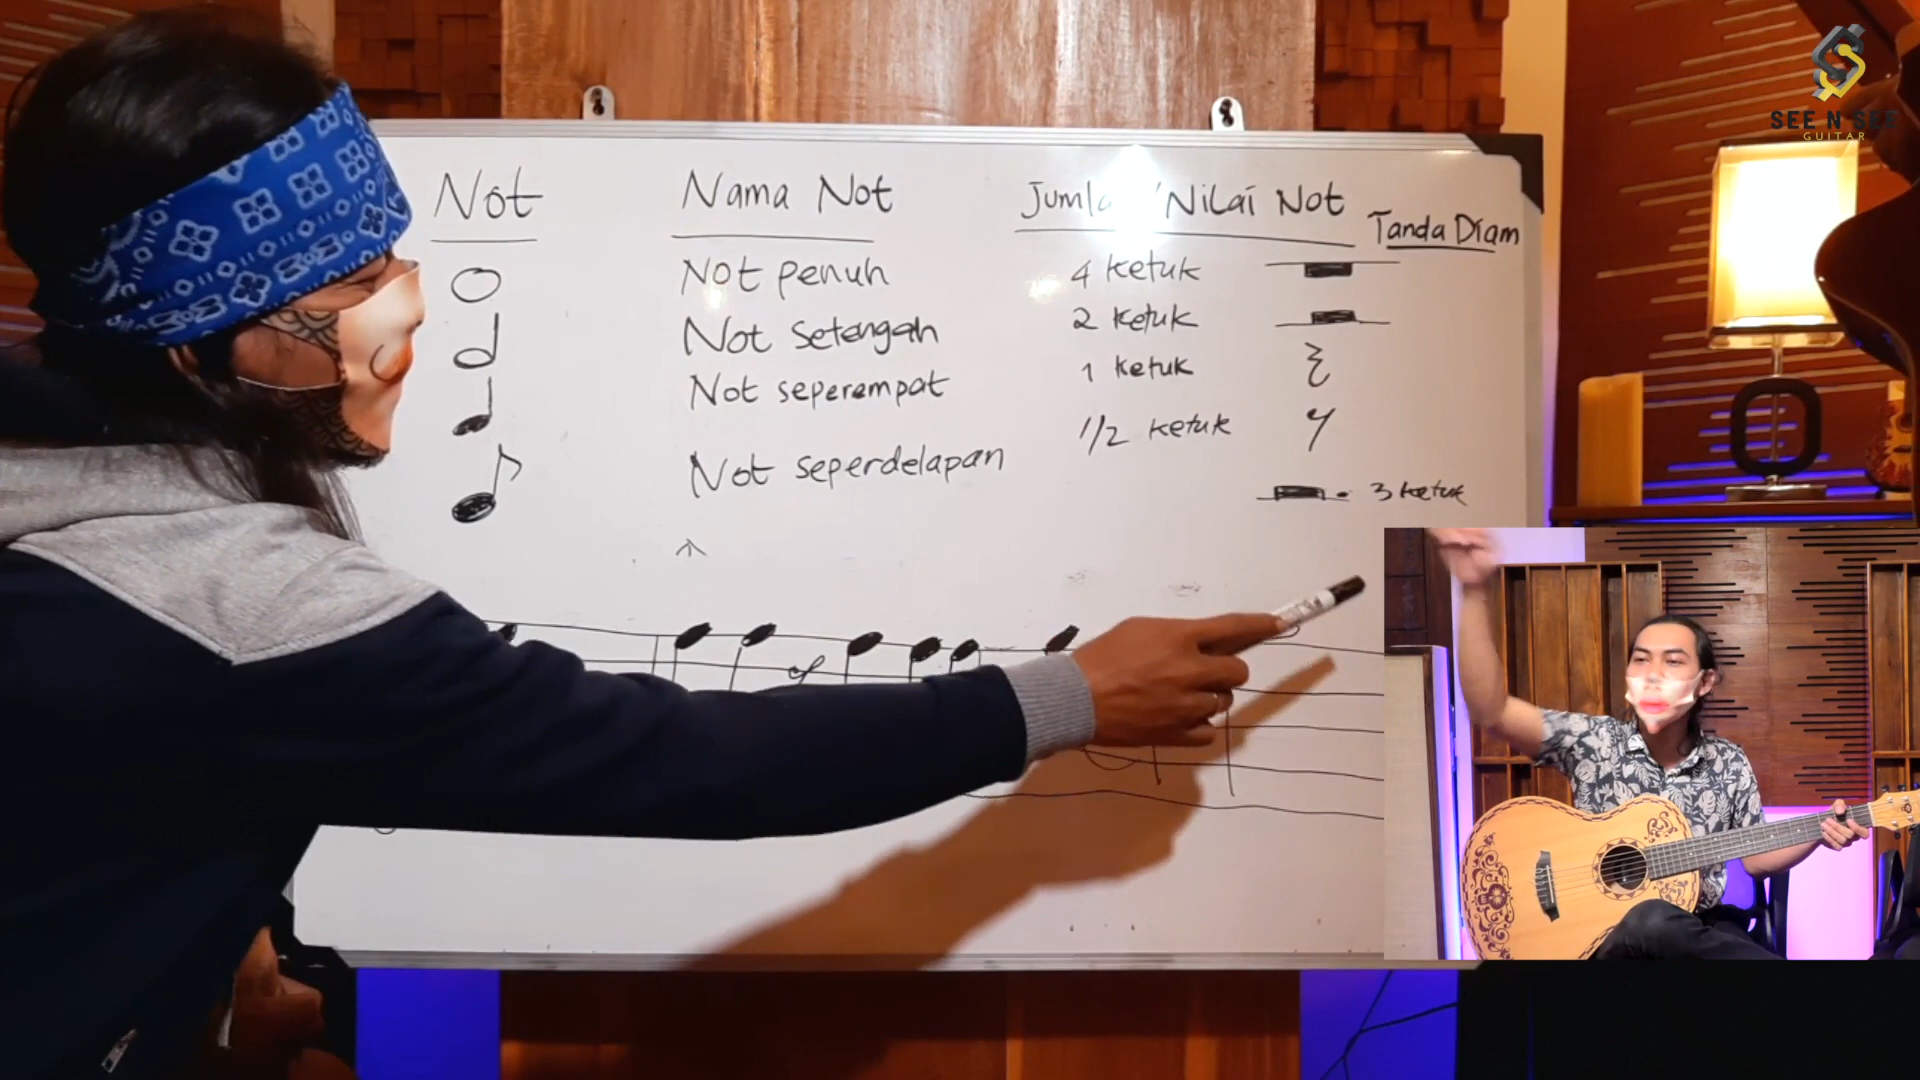 SEE N SEE
GUITAR
Not Nama Not Nilai Not Tanda Diam
Not penuh 4 ketuk
Not setengah 2 ketuk
Not seperempat 1 ketuk
Not seperdelapan 1/2 ketuk
3 ketuk